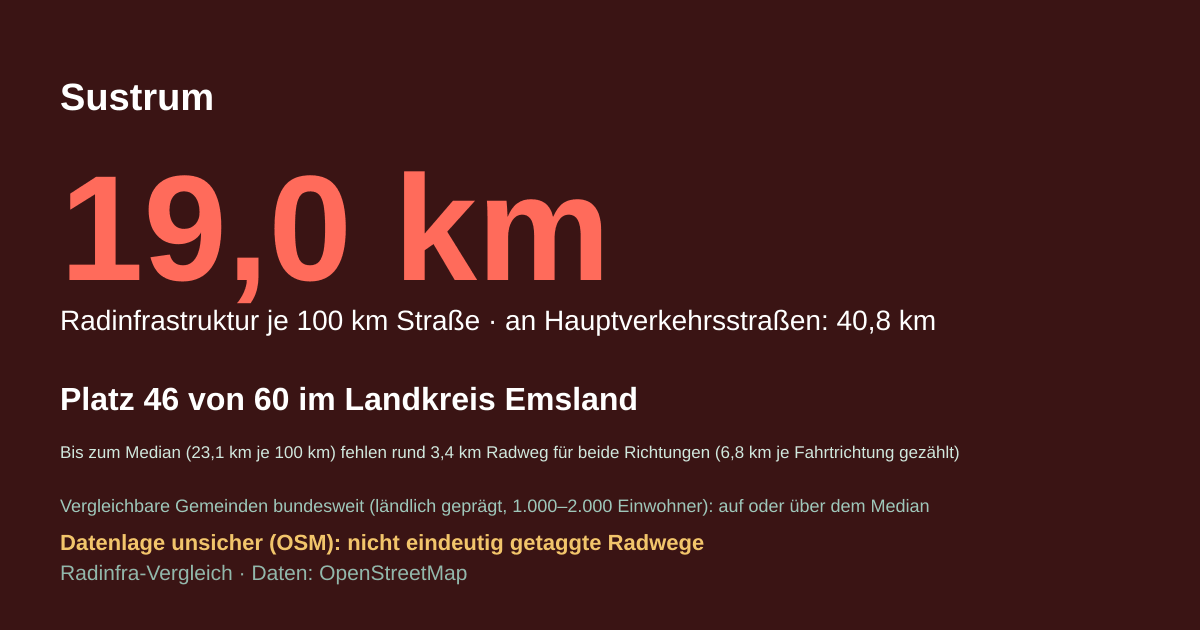 Sustrum
19,0 km
Radinfrastruktur je 100 km Straße · an Hauptverkehrsstraßen: 40,8 km
Platz 46 von 60 im Landkreis Emsland
Bis zum Median (23,1 km je 100 km) fehlen rund 3,4 km Radweg für beide Richtungen (6,8 km je Fahrtrichtung gezählt)
Vergleichbare Gemeinden bundesweit (ländlich geprägt, 1.000–2.000 Einwohner): auf oder über dem Median
Datenlage unsicher (OSM): nicht eindeutig getaggte Radwege
Radinfra-Vergleich · Daten: OpenStreetMap